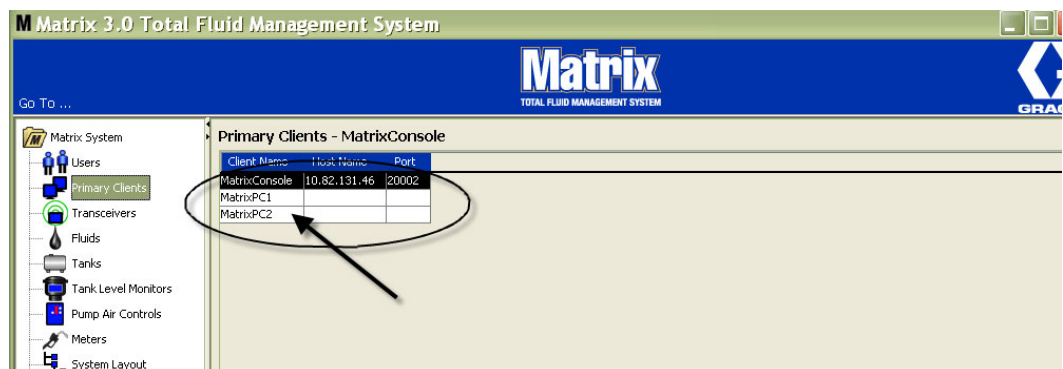 M Matrix 3.0 Total Fluid Management System
Matrix
TOTAL FLUID MANAGEMENT SYSTEM
Go To ...
Matrix System
Users
Primary Clients
Transceivers
Fluids
Tanks
Tank Level Monitors
Pump Air Controls
Meters
System Layout
Primary Clients - MatrixConsole
Client Name Host Name Port
MatrixConsole 10.82.131.46 20002
MatrixPC1
MatrixPC2